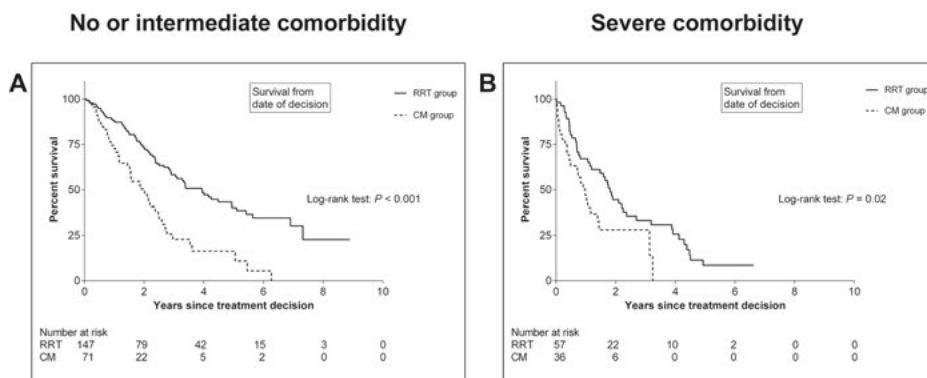 No or intermediate comorbidity
Severe comorbidity
A
Survival from
date of decision
RRT group
CM group
Log-rank test: P < 0.001
Percent survival
100
75
50
25
0
0 2 4 6 8 10
Years since treatment decision
Number at risk
RRT 147 79 42 15 3 0
CM 71 22 5 2 0 0
B
Survival from
date of decision
RRT group
CM group
Log-rank test: P = 0.02
Percent survival
100
75
50
25
0
0 2 4 6 8 10
Years since treatment decision
Number at risk
RRT 57 22 10 2 0 0
CM 36 6 0 0 0 0